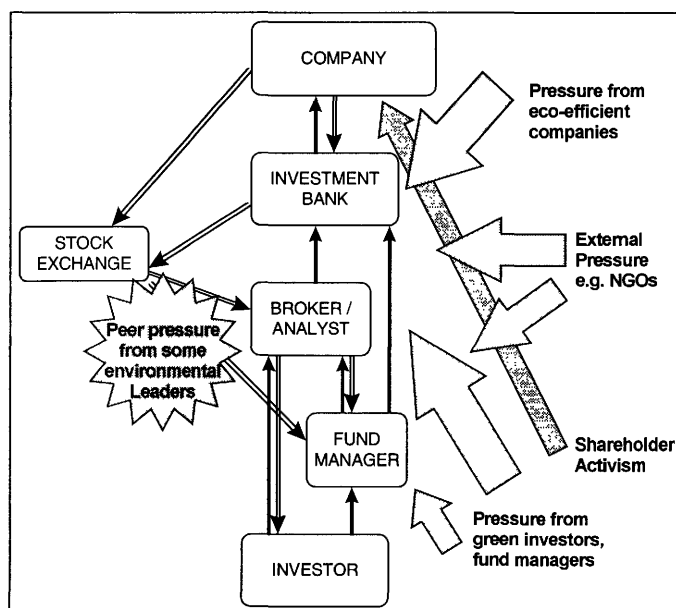 COMPANY
Pressure from
eco-efficient
companies
INVESTMENT
BANK
STOCK
EXCHANGE
External
Pressure
e.g. NGOs
BROKER /
ANALYST
Peer pressure
from some
environmental
Leaders
FUND
MANAGER
Shareholder
Activism
Pressure from
green investors,
fund managers
INVESTOR